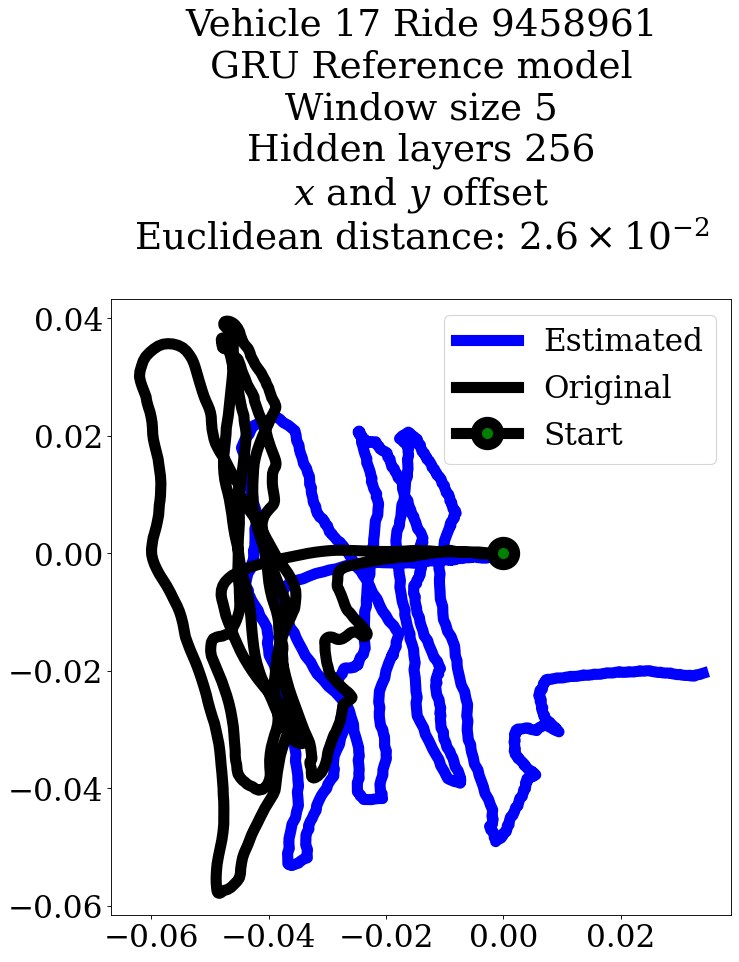 Vehicle 17 Ride 9458961
GRU Reference model
Window size 5
Hidden layers 256
x and y offset
Euclidean distance: 2.6 × 10⁻²
Estimated
Original
Start
0.04
0.02
0.00
−0.02
−0.04
−0.06
−0.06 −0.04 −0.02 0.00 0.02